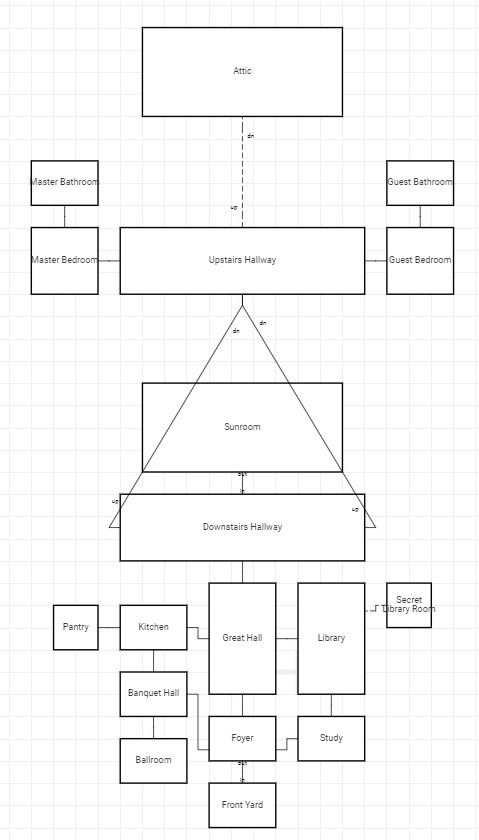 Attic
dn
up
Master Bathroom
Guest Bathroom
Master Bedroom
Upstairs Hallway
Guest Bedroom
dn
dn
Sunroom
out
in
up
up
Downstairs Hallway
Secret
Library Room
Pantry
Kitchen
Great Hall
Library
Banquet Hall
Foyer
Study
out
Ballroom
in
Front Yard